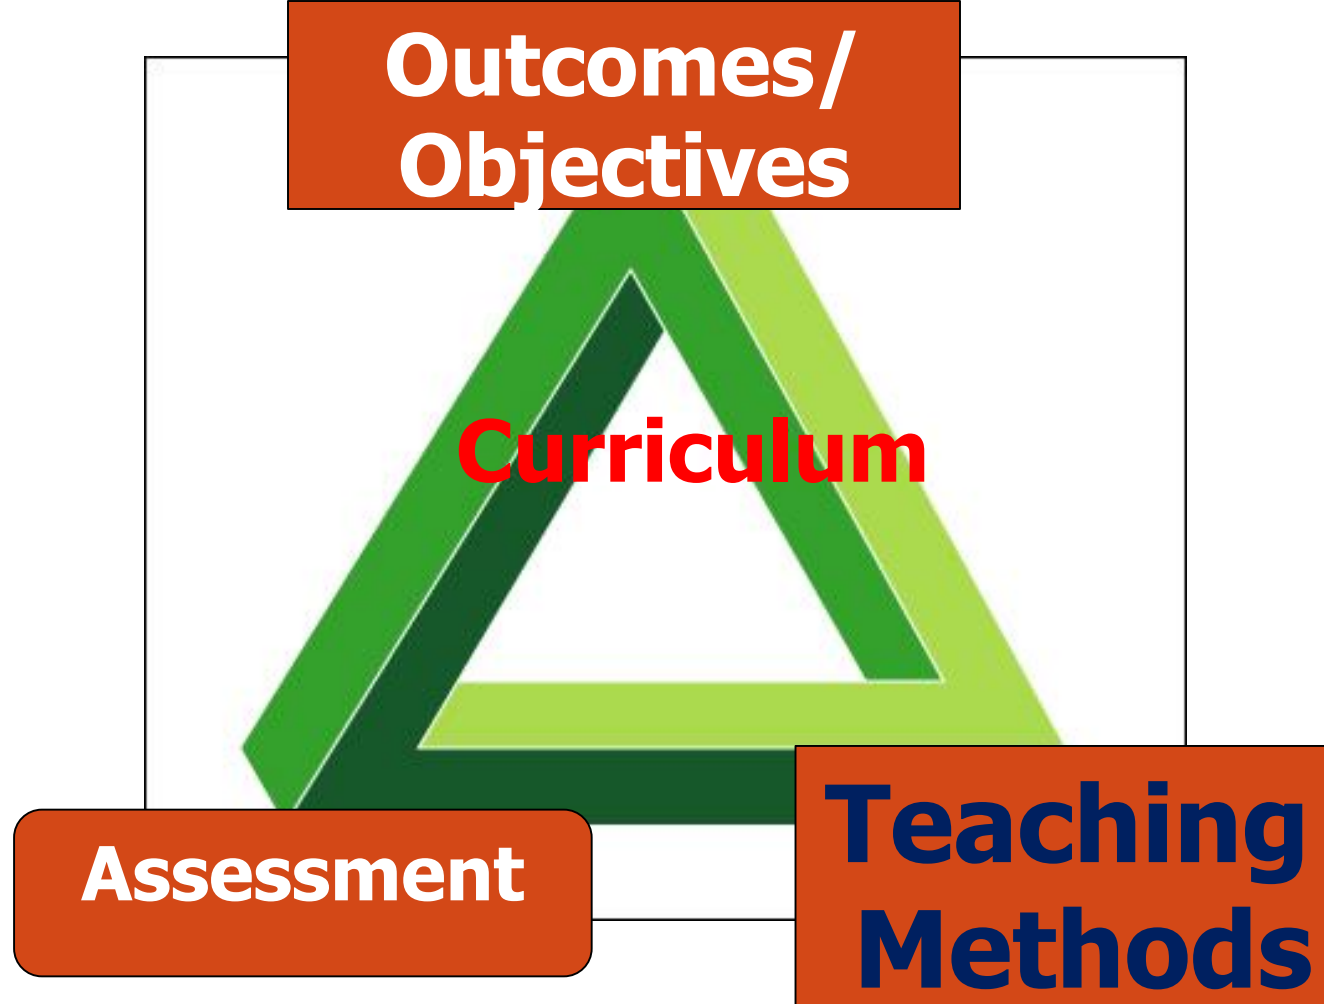 Outcomes/
Objectives
Curriculum
Assessment
Teaching
Methods